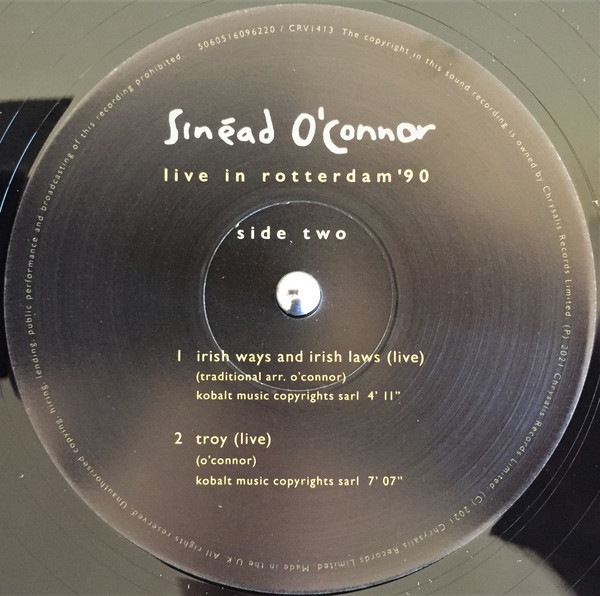 Sinéad O'Connor
live in rotterdam '90
side two
1 irish ways and irish laws (live)
(traditional arr. o'connor)
kobalt music copyrights sarl 4' 11"
2 troy (live)
(o'connor)
kobalt music copyrights sarl 7' 07"
5060516096220 / CRV1413 The copyright in this sound recording is owned by Chrysalis Records Limited. (P) 2021 Chrysalis Records Limited (C) 2021 Chrysalis Records Limited. Made in the U.K. All rights reserved. Unauthorised copying, hiring, lending, public performance and broadcasting of this recording prohibited.